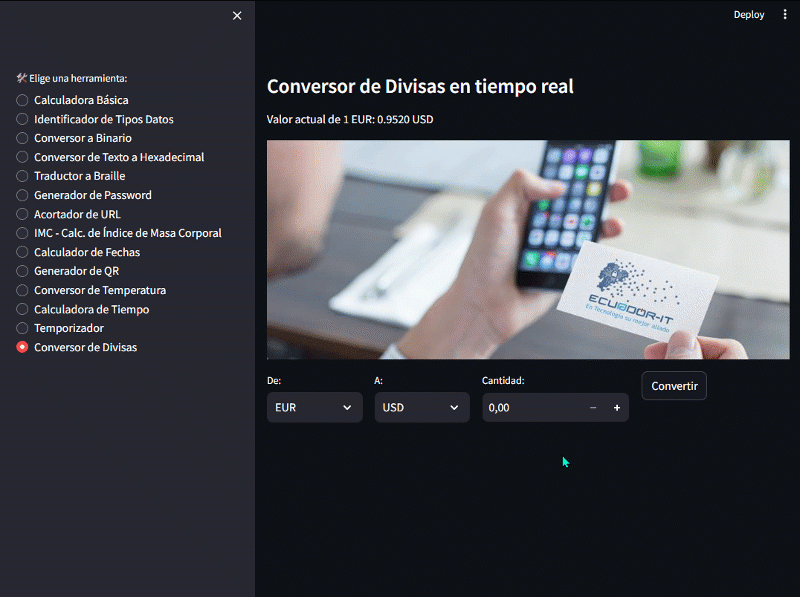 Deploy
🛠 Elige una herramienta:
Calculadora Básica
Identificador de Tipos Datos
Conversor a Binario
Conversor de Texto a Hexadecimal
Traductor a Braille
Generador de Password
Acortador de URL
IMC - Calc. de Índice de Masa Corporal
Calculador de Fechas
Generador de QR
Conversor de Temperatura
Calculadora de Tiempo
Temporizador
Conversor de Divisas
Conversor de Divisas en tiempo real
Valor actual de 1 EUR: 0.9520 USD
ECUADOR-IT
En Tecnología su mejor aliado
De:
A:
Cantidad:
EUR
USD
0,00
Convertir